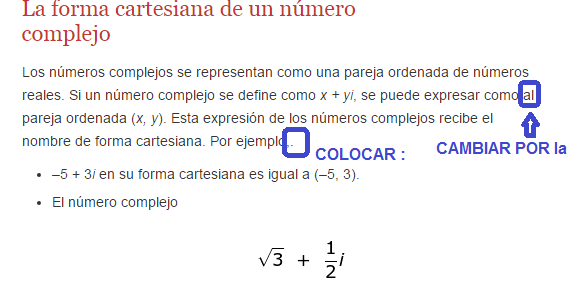 La forma cartesiana de un número
complejo
Los números complejos se representan como una pareja ordenada de números
reales. Si un número complejo se define como x + yi, se puede expresar como al
pareja ordenada (x, y). Esta expresión de los números complejos recibe el
nombre de forma cartesiana. Por ejemplo,.
COLOCAR :
CAMBIAR POR la
• –5 + 3i en su forma cartesiana es igual a (–5, 3).
• El número complejo
√3 + 1/2 i